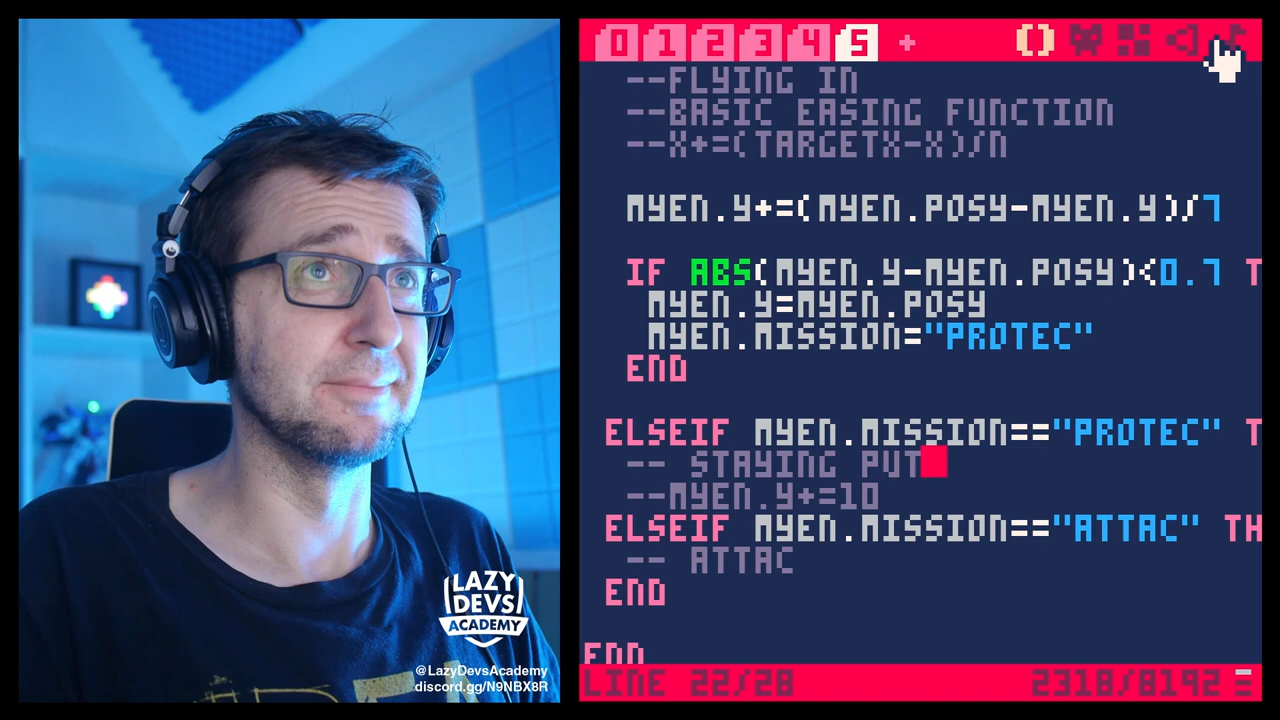 LAZY
DEVS
ACADEMY
@LazyDevsAcademy
discord.gg/N9NBX8R
0 1 2 3 4 5 + ()
--FLYING IN
--BASIC EASING FUNCTION
--X+=(TARGETX-X)/N
MYEN.Y+=(MYEN.POSY-MYEN.Y)/7
IF ABS(MYEN.Y-MYEN.POSY)<0.7 T
MYEN.Y=MYEN.POSY
MYEN.MISSION="PROTEC"
END
ELSEIF MYEN.MISSION=="PROTEC" T
-- STAYING PUT
--MYEN.Y+=10
ELSEIF MYEN.MISSION=="ATTAC" TH
-- ATTAC
END
END
LINE 22/28
2318/8192